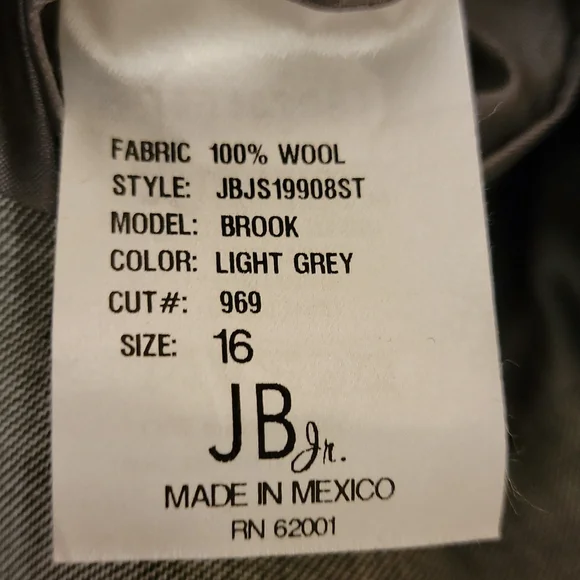 FABRIC 100% WOOL
STYLE: JBJS19908ST
MODEL: BROOK
COLOR: LIGHT GREY
CUT#: 969
SIZE: 16
JB Jr.
MADE IN MEXICO
RN 62001